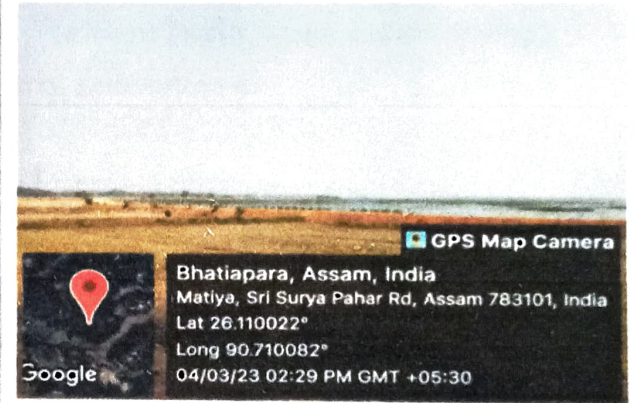 GPS Map Camera
Bhatiapara, Assam, India
Matiya, Sri Surya Pahar Rd, Assam 783101, India
Lat 26.110022°
Long 90.710082°
04/03/23 02:29 PM GMT +05:30
Google